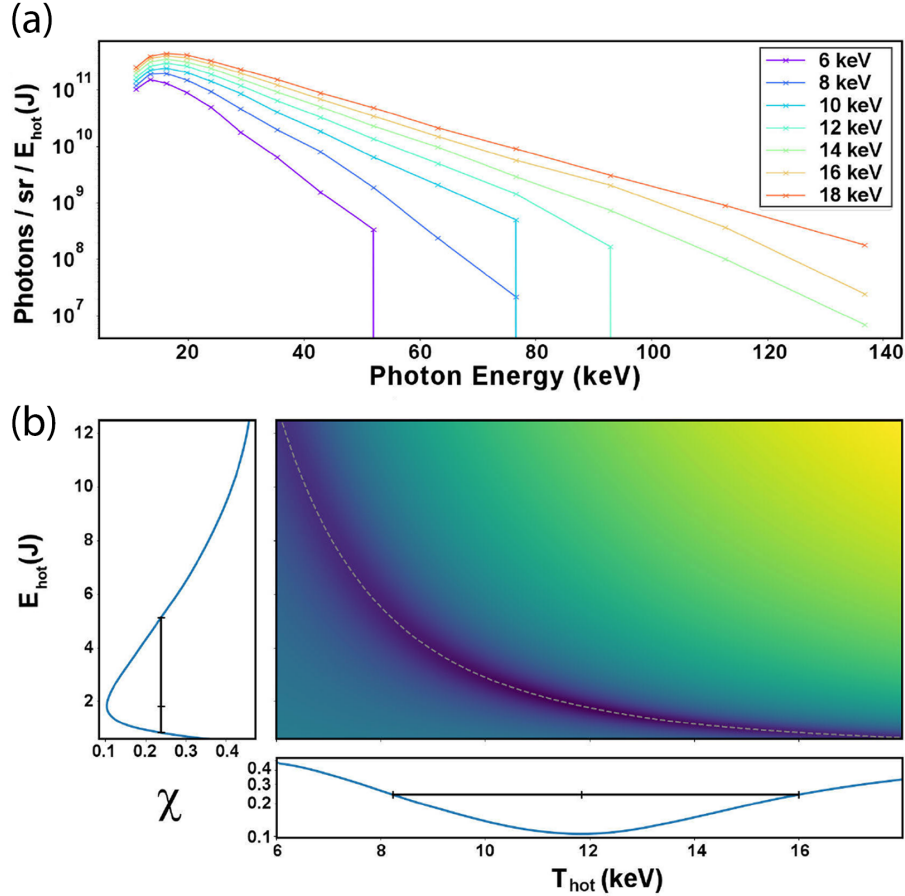 (a)
Photons / sr / E_hot(J)
10^11
10^10
10^9
10^8
10^7
6 keV
8 keV
10 keV
12 keV
14 keV
16 keV
18 keV
20 40 60 80 100 120 140
Photon Energy (keV)
(b)
E_hot(J)
12
10
8
6
4
2
0.1 0.2 0.3 0.4
χ
0.4
0.3
0.2
0.1
6 8 10 12 14 16
T_hot (keV)